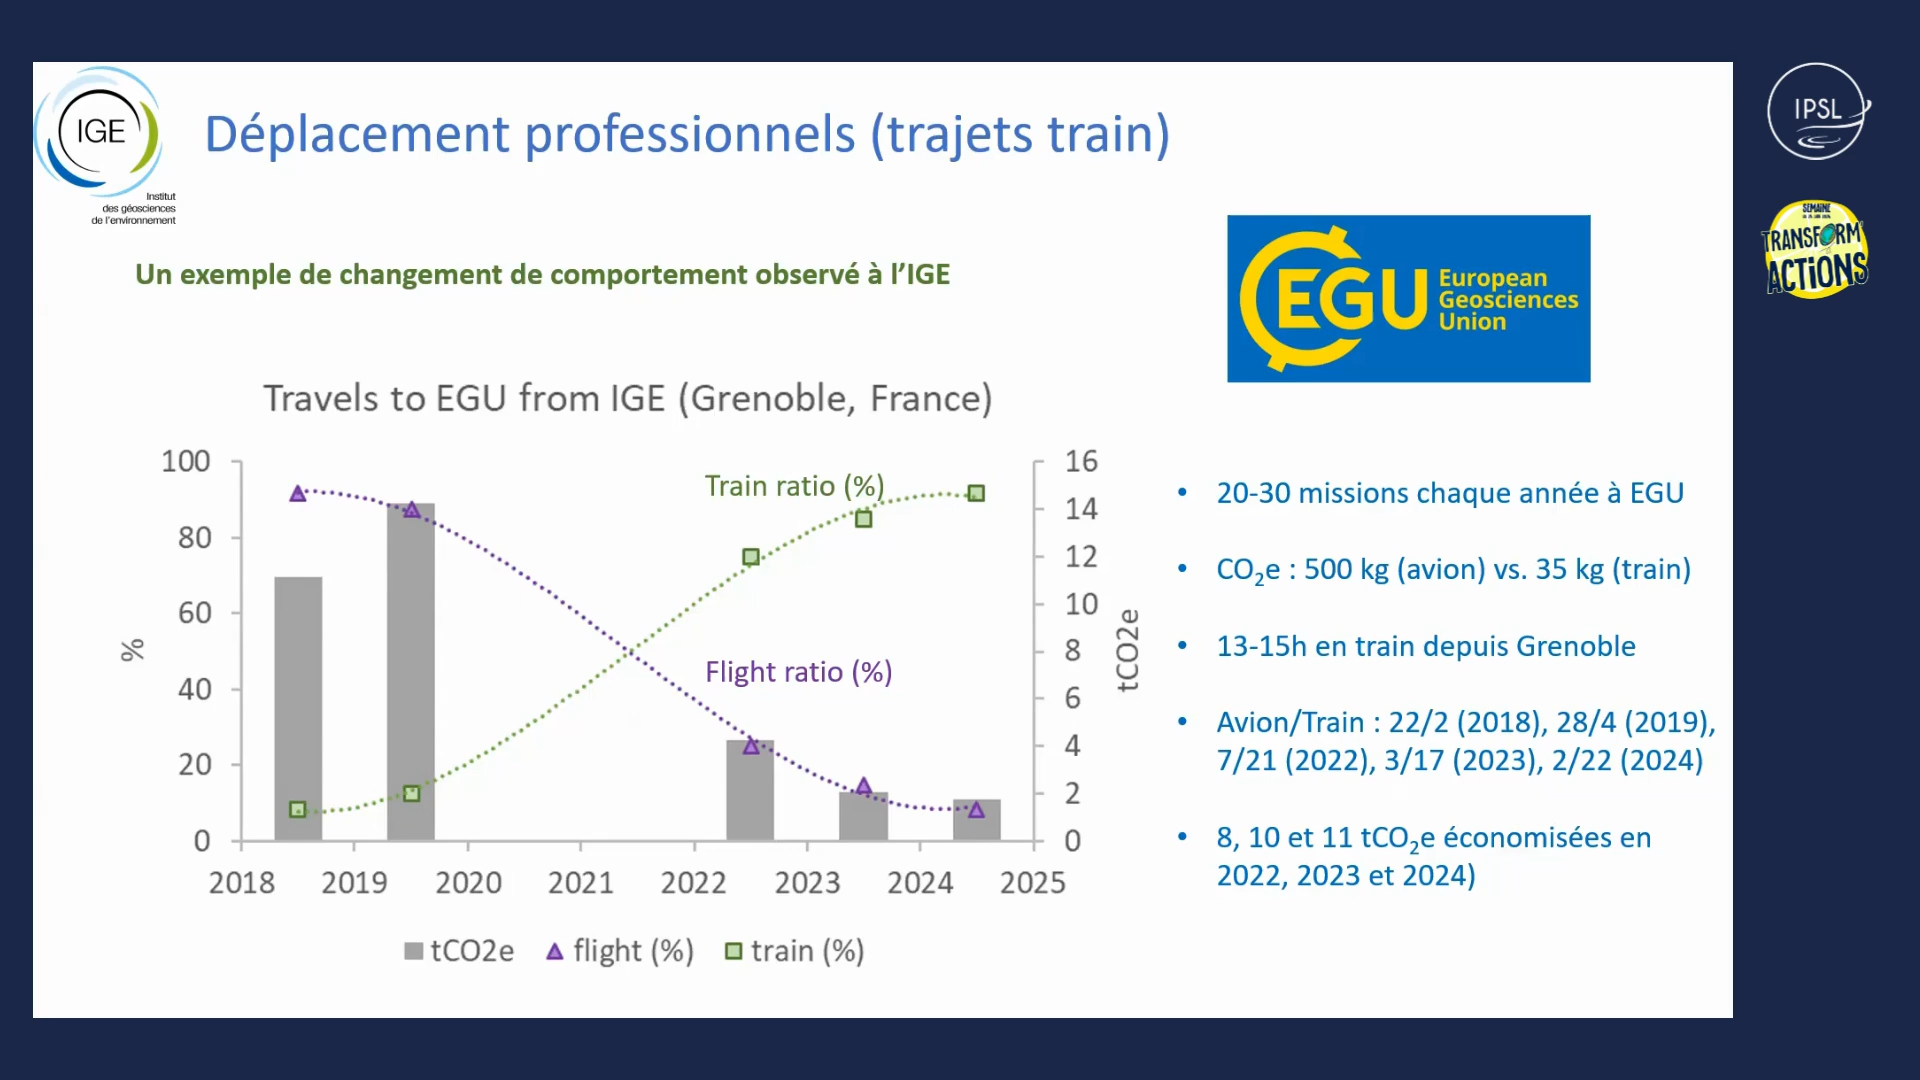 IGE
Institut
des géosciences
de l'environnement
Déplacement professionnels (trajets train)
IPSL
SEMAINE
TRANSFORM'
ACTiONS
Un exemple de changement de comportement observé à l’IGE
EGU
European
Geosciences
Union
Travels to EGU from IGE (Grenoble, France)
100
80
60
40
20
0
%
Train ratio (%)
Flight ratio (%)
16
14
12
10
8
6
4
2
0
tCO2e
2018 2019 2020 2021 2022 2023 2024 2025
tCO2e flight (%) train (%)
• 20-30 missions chaque année à EGU
• CO₂e : 500 kg (avion) vs. 35 kg (train)
• 13-15h en train depuis Grenoble
• Avion/Train : 22/2 (2018), 28/4 (2019),
7/21 (2022), 3/17 (2023), 2/22 (2024)
• 8, 10 et 11 tCO₂e économisées en
2022, 2023 et 2024)